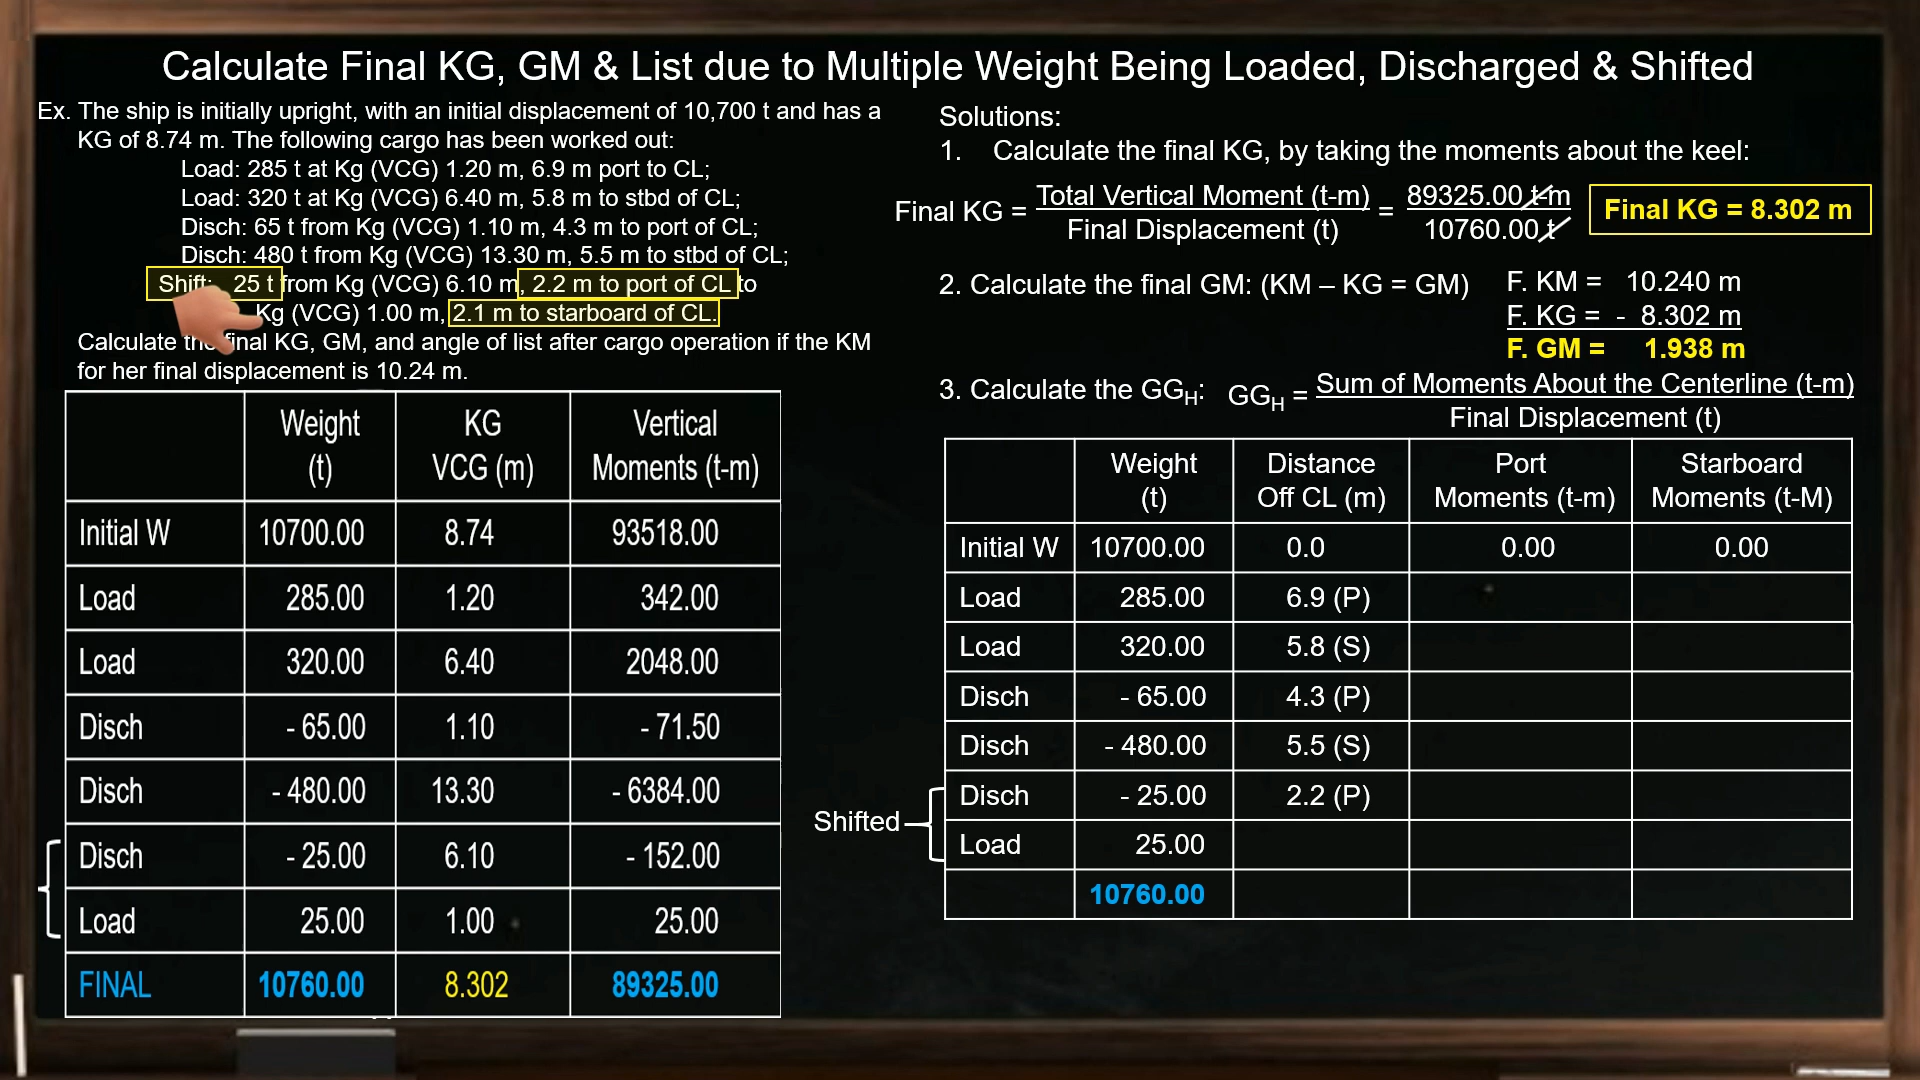 Calculate Final KG, GM & List due to Multiple Weight Being Loaded, Discharged & Shifted
Ex. The ship is initially upright, with an initial displacement of 10,700 t and has a
KG of 8.74 m. The following cargo has been worked out:
Load: 285 t at Kg (VCG) 1.20 m, 6.9 m port to CL;
Load: 320 t at Kg (VCG) 6.40 m, 5.8 m to stbd of CL;
Disch: 65 t from Kg (VCG) 1.10 m, 4.3 m to port of CL;
Disch: 480 t from Kg (VCG) 13.30 m, 5.5 m to stbd of CL;
Shift: 25 t from Kg (VCG) 6.10 m, 2.2 m to port of CL to
Kg (VCG) 1.00 m, 2.1 m to starboard of CL.
Calculate the final KG, GM, and angle of list after cargo operation if the KM
for her final displacement is 10.24 m.
Weight (t) KG VCG (m) Vertical Moments (t-m)
Initial W 10700.00 8.74 93518.00
Load 285.00 1.20 342.00
Load 320.00 6.40 2048.00
Disch - 65.00 1.10 - 71.50
Disch - 480.00 13.30 - 6384.00
Disch - 25.00 6.10 - 152.00
Load 25.00 1.00 25.00
FINAL 10760.00 8.302 89325.00
Solutions:
1. Calculate the final KG, by taking the moments about the keel:
Final KG = Total Vertical Moment (t-m) = 89325.00 t-m Final KG = 8.302 m
Final Displacement (t) 10760.00 t
2. Calculate the final GM: (KM – KG = GM) F. KM = 10.240 m
F. KG = - 8.302 m
F. GM = 1.938 m
3. Calculate the GGH: GGH = Sum of Moments About the Centerline (t-m)
Final Displacement (t)
Weight (t) Distance Off CL (m) Port Moments (t-m) Starboard Moments (t-M)
Initial W 10700.00 0.0 0.00 0.00
Load 285.00 6.9 (P)
Load 320.00 5.8 (S)
Disch - 65.00 4.3 (P)
Disch - 480.00 5.5 (S)
Disch - 25.00 2.2 (P)
Shifted
Load 25.00
10760.00